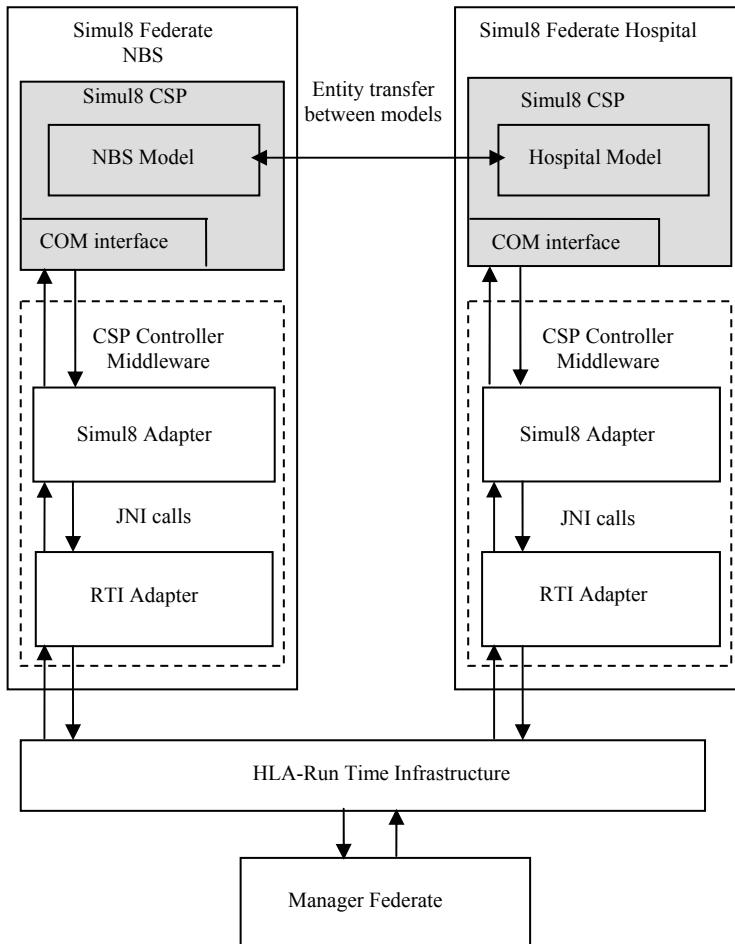 Simul8 Federate
NBS
Simul8 CSP
NBS Model
COM interface
CSP Controller
Middleware
Simul8 Adapter
JNI calls
RTI Adapter
Entity transfer
between models
Simul8 Federate Hospital
Simul8 CSP
Hospital Model
COM interface
CSP Controller
Middleware
Simul8 Adapter
JNI calls
RTI Adapter
HLA-Run Time Infrastructure
Manager Federate